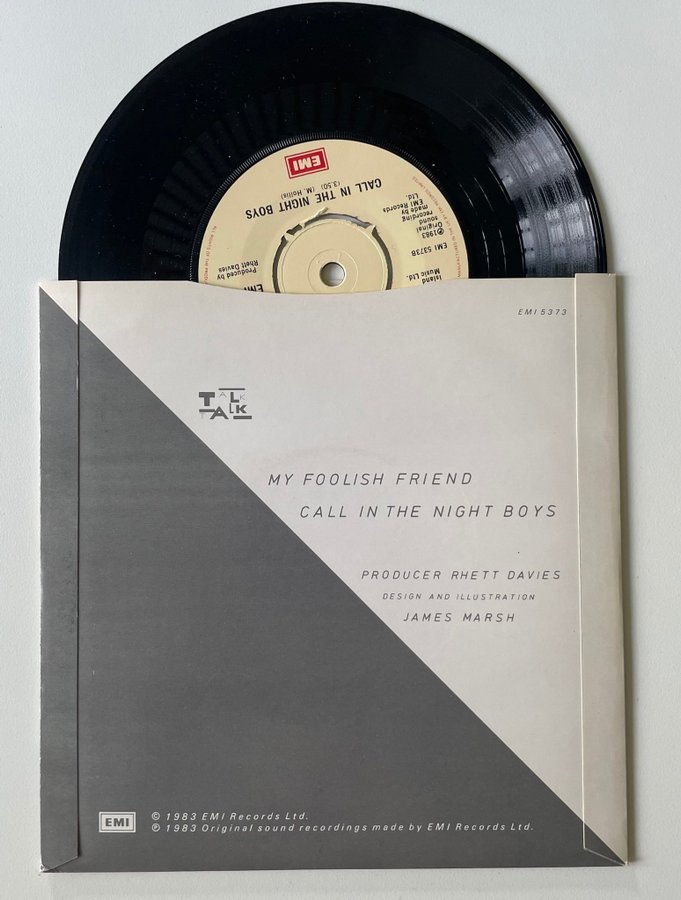 EMI
CALL IN THE NIGHT BOYS
(3.50) (M. Hollis)
℗1983
Original
sound
recording
made by
EMI Records
Ltd.
EMI 5373B
Island
Music Ltd.
Produced by
Rhett Davies
EMI 5373
TALK
TALK
MY FOOLISH FRIEND
CALL IN THE NIGHT BOYS
PRODUCER RHETT DAVIES
DESIGN AND ILLUSTRATION
JAMES MARSH
EMI
© 1983 EMI Records Ltd.
℗ 1983 Original sound recordings made by EMI Records Ltd.